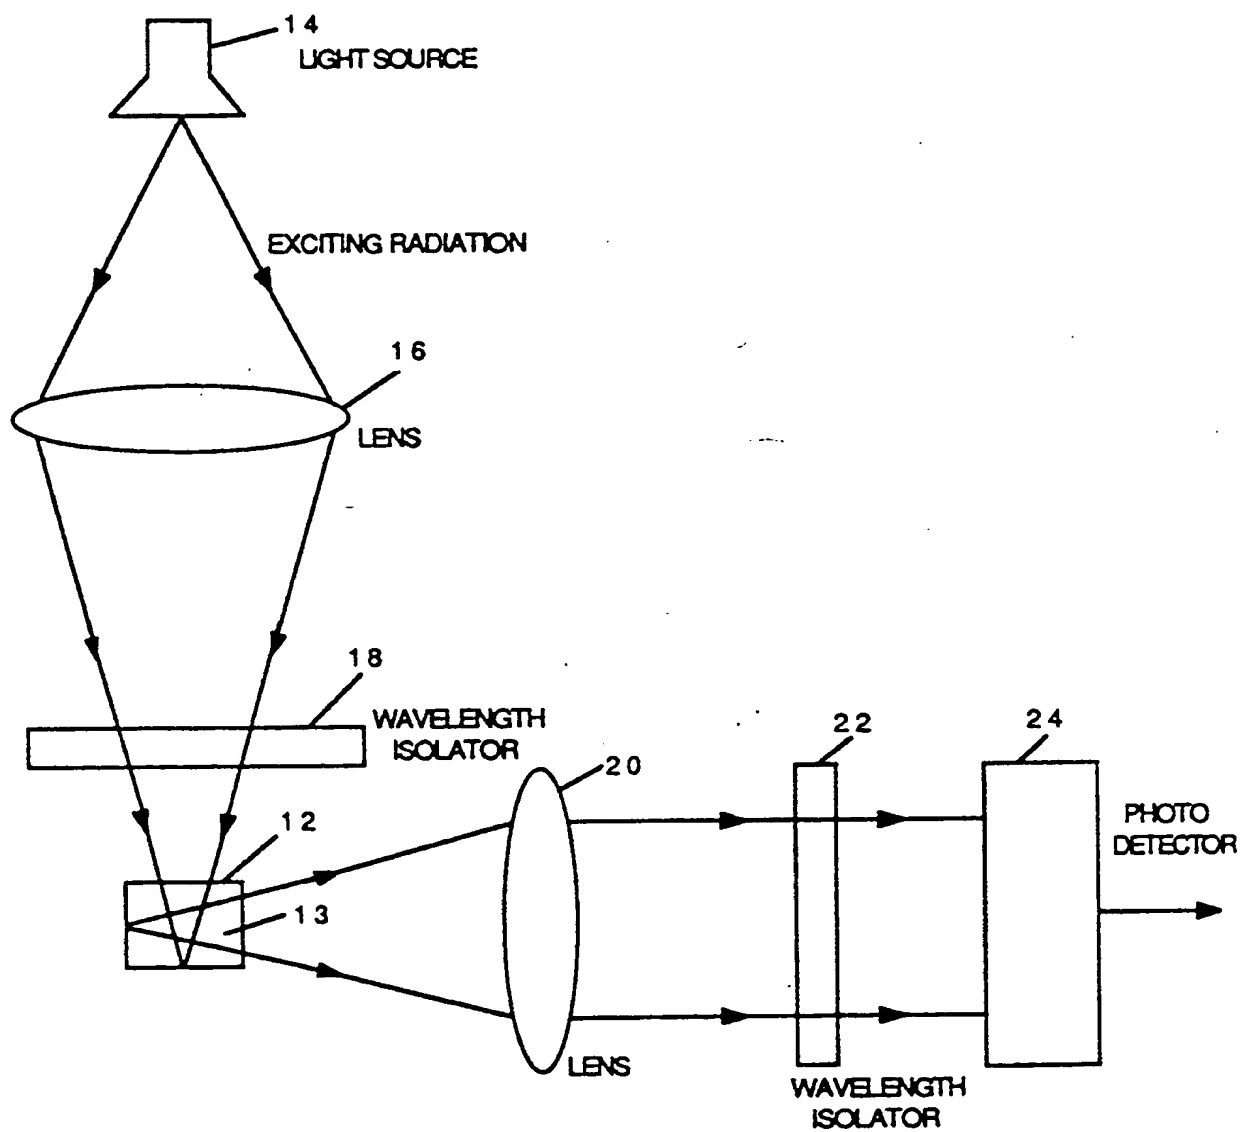 14
LIGHT SOURCE
EXCITING RADIATION
16
LENS
18
WAVELENGTH
ISOLATOR
12
13
20
LENS
22
WAVELENGTH
ISOLATOR
24
PHOTO
DETECTOR